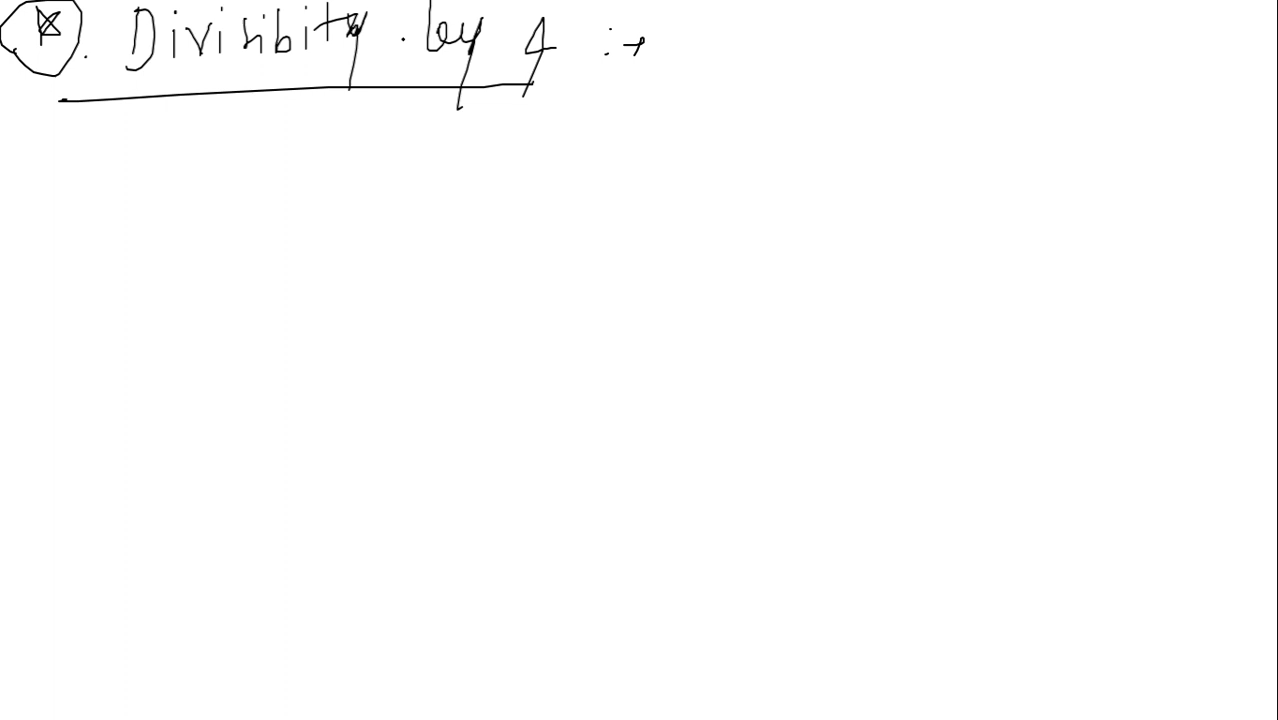 . Divisibity . by 4 :→